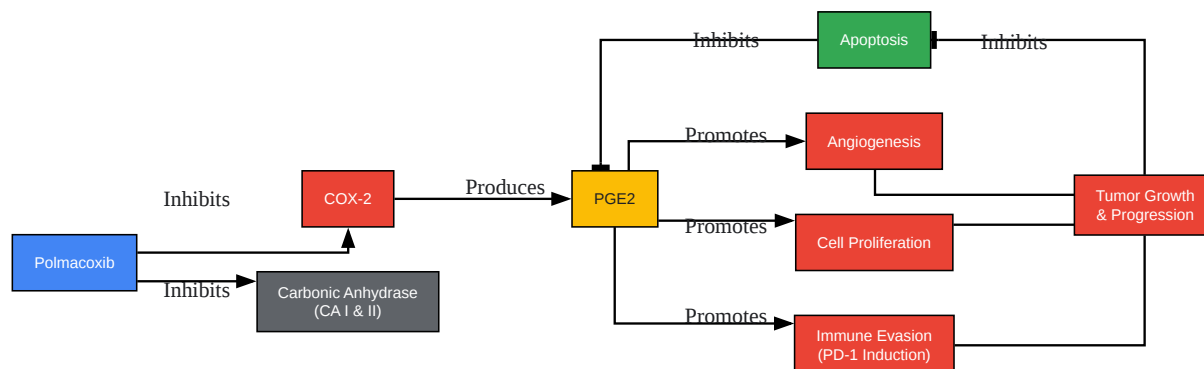 Inhibits
Apoptosis
Inhibits
Promotes
Angiogenesis
Inhibits
COX-2
Produces
PGE2
Tumor Growth
& Progression
Promotes
Cell Proliferation
Polmacoxib
Inhibits
Carbonic Anhydrase
(CA I & II)
Promotes
Immune Evasion
(PD-1 Induction)